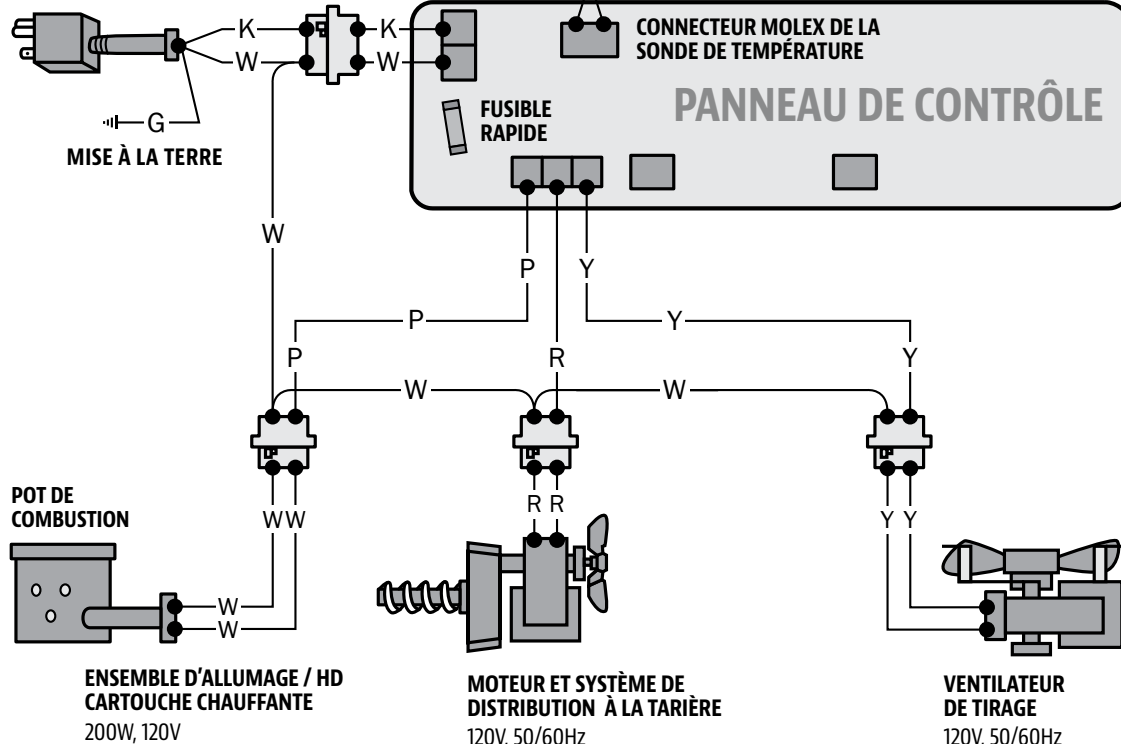 K
K
CONNECTEUR MOLEX DE LA
SONDE DE TEMPÉRATURE
W
W
PANNEAU DE CONTRÔLE
FUSIBLE
RAPIDE
G
MISE À LA TERRE
W
P
Y
P
Y
P
R
Y
W
W
POT DE
COMBUSTION
W W
R R
Y Y
W
W
ENSEMBLE D'ALLUMAGE / HD
CARTOUCHE CHAUFFANTE
200W, 120V
MOTEUR ET SYSTÈME DE
DISTRIBUTION À LA TARIÈRE
120V, 50/60Hz
VENTILATEUR
DE TIRAGE
120V, 50/60Hz